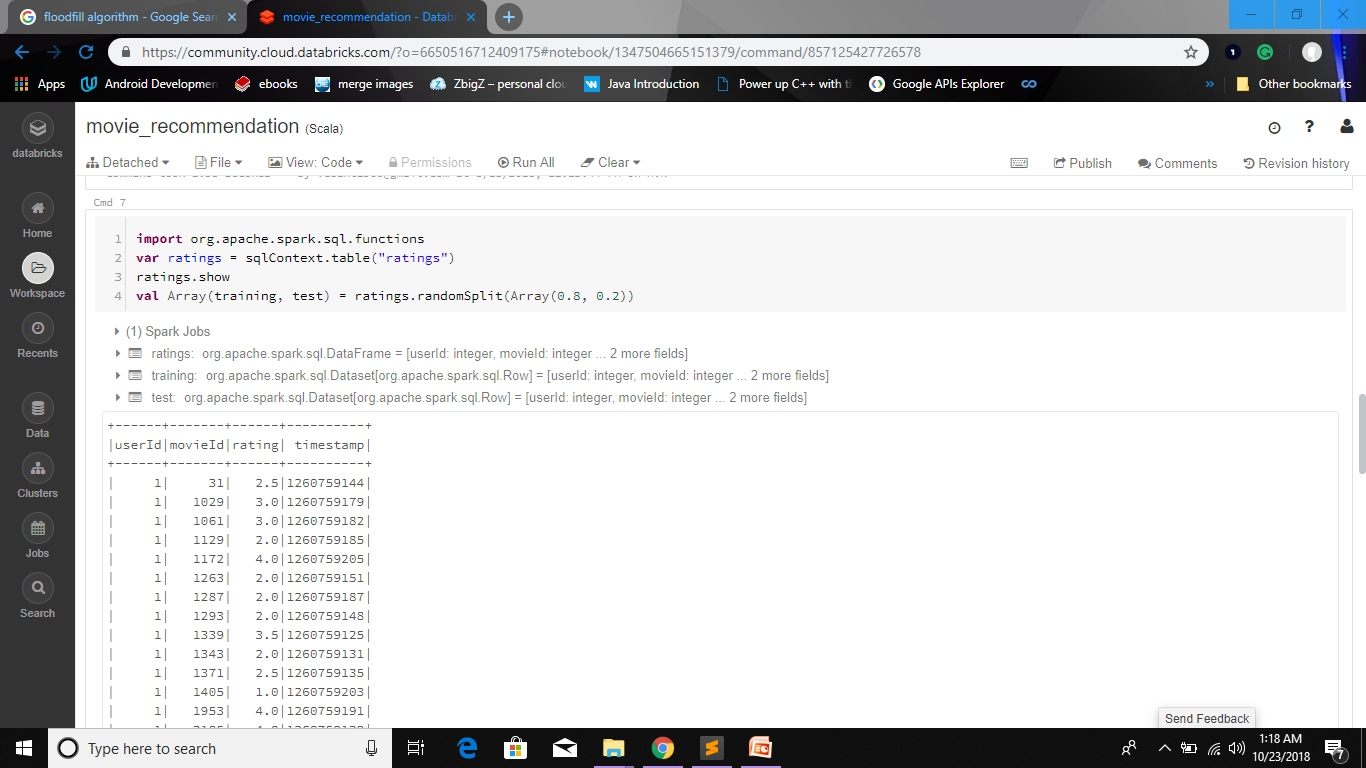 floodfill algorithm - Google Sear
movie_recommendation - Datab
https://community.cloud.databricks.com/?o=6650516712409175#notebook/1347504665151379/command/857125427726578
Apps
Android Developmen
ebooks
merge images
ZbigZ – personal clou
Java Introduction
Power up C++ with t
Google APIs Explorer
»
Other bookmarks
databricks
Home
Workspace
Recents
Data
Clusters
Jobs
Search
movie_recommendation (Scala)
Detached
File
View: Code
Permissions
Run All
Clear
Publish
Comments
Revision history
Cmd 7
1 import org.apache.spark.sql.functions
2 var ratings = sqlContext.table("ratings")
3 ratings.show
4 val Array(training, test) = ratings.randomSplit(Array(0.8, 0.2))
(1) Spark Jobs
ratings: org.apache.spark.sql.DataFrame = [userId: integer, movieId: integer ... 2 more fields]
training: org.apache.spark.sql.Dataset[org.apache.spark.sql.Row] = [userId: integer, movieId: integer ... 2 more fields]
test: org.apache.spark.sql.Dataset[org.apache.spark.sql.Row] = [userId: integer, movieId: integer ... 2 more fields]
+------+-------+------+----------+
|userId|movieId|rating| timestamp|
+------+-------+------+----------+
|     1|     31|   2.5|1260759144|
|     1|   1029|   3.0|1260759179|
|     1|   1061|   3.0|1260759182|
|     1|   1129|   2.0|1260759185|
|     1|   1172|   4.0|1260759205|
|     1|   1263|   2.0|1260759151|
|     1|   1287|   2.0|1260759187|
|     1|   1293|   2.0|1260759148|
|     1|   1339|   3.5|1260759125|
|     1|   1343|   2.0|1260759131|
|     1|   1371|   2.5|1260759135|
|     1|   1405|   1.0|1260759203|
|     1|   1953|   4.0|1260759191|
Send Feedback
Type here to search
1:18 AM
10/23/2018
7